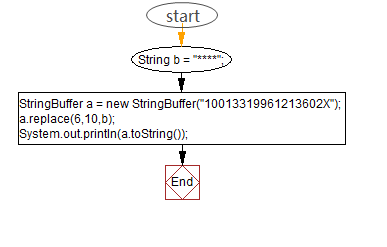 start
String b = "****";
StringBuffer a = new StringBuffer("10013319961213602X");
a.replace(6,10,b);
System.out.println(a.toString());
End